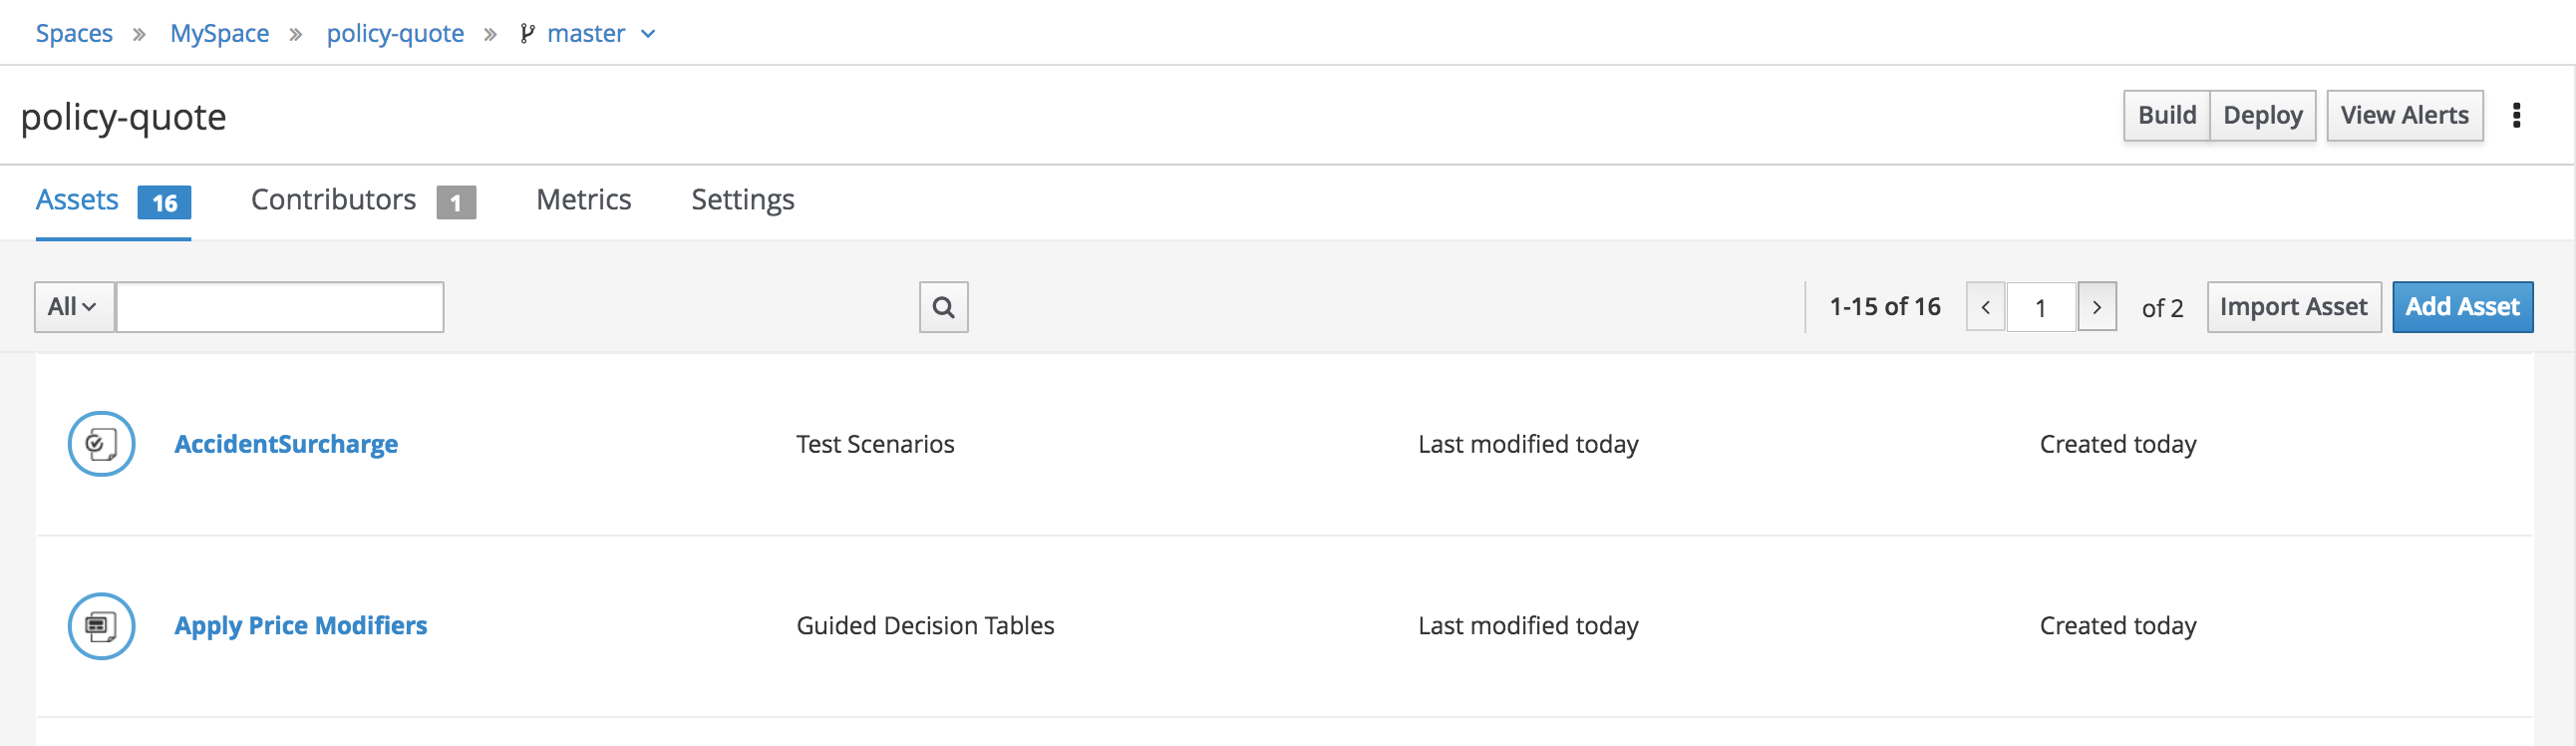 Spaces » MySpace » policy-quote » master
policy-quote
Build Deploy View Alerts
Assets 16 Contributors 1 Metrics Settings
All 1-15 of 16 < 1 > of 2 Import Asset Add Asset
AccidentSurcharge Test Scenarios Last modified today Created today
Apply Price Modifiers Guided Decision Tables Last modified today Created today